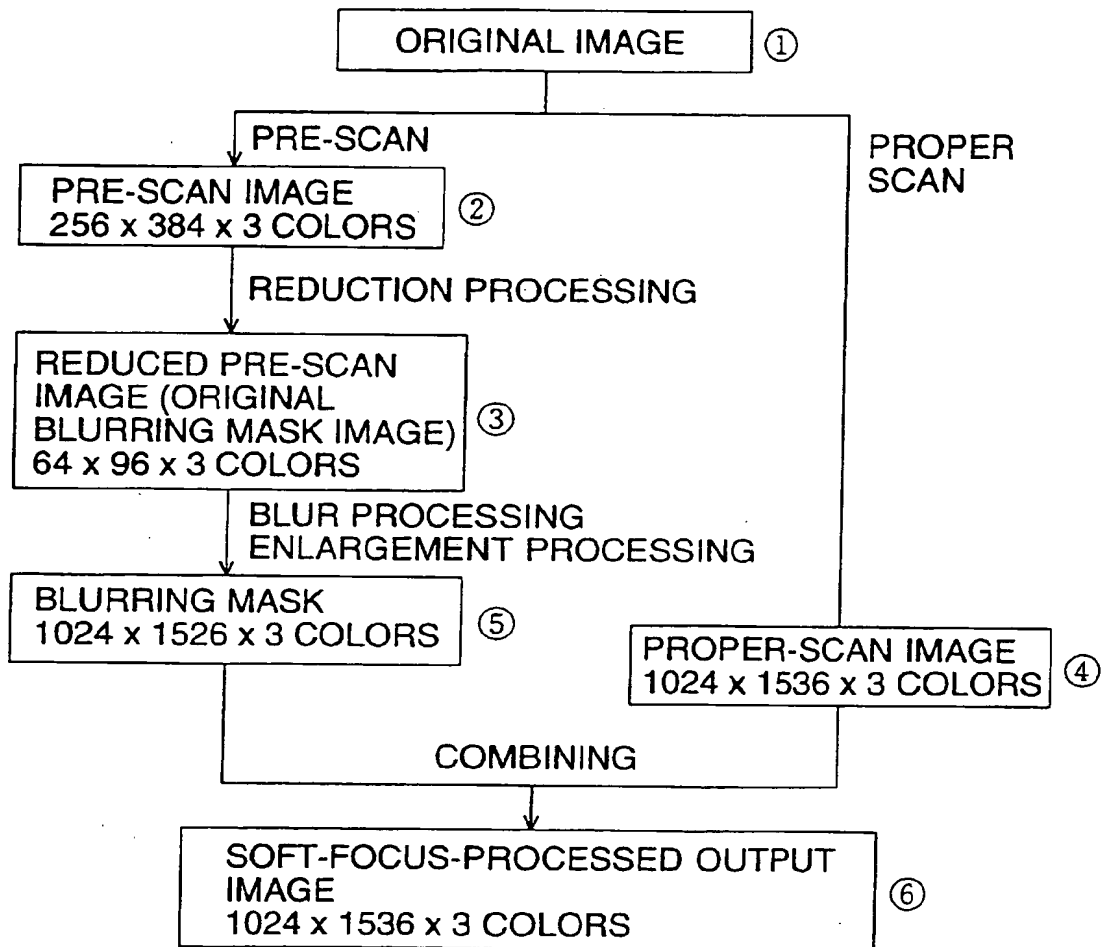 ORIGINAL IMAGE ①
PRE-SCAN
PROPER
SCAN
PRE-SCAN IMAGE
256 x 384 x 3 COLORS ②
REDUCTION PROCESSING
REDUCED PRE-SCAN
IMAGE (ORIGINAL
BLURRING MASK IMAGE) ③
64 x 96 x 3 COLORS
BLUR PROCESSING
ENLARGEMENT PROCESSING
BLURRING MASK
1024 x 1526 x 3 COLORS ⑤
PROPER-SCAN IMAGE
1024 x 1536 x 3 COLORS ④
COMBINING
SOFT-FOCUS-PROCESSED OUTPUT
IMAGE ⑥
1024 x 1536 x 3 COLORS